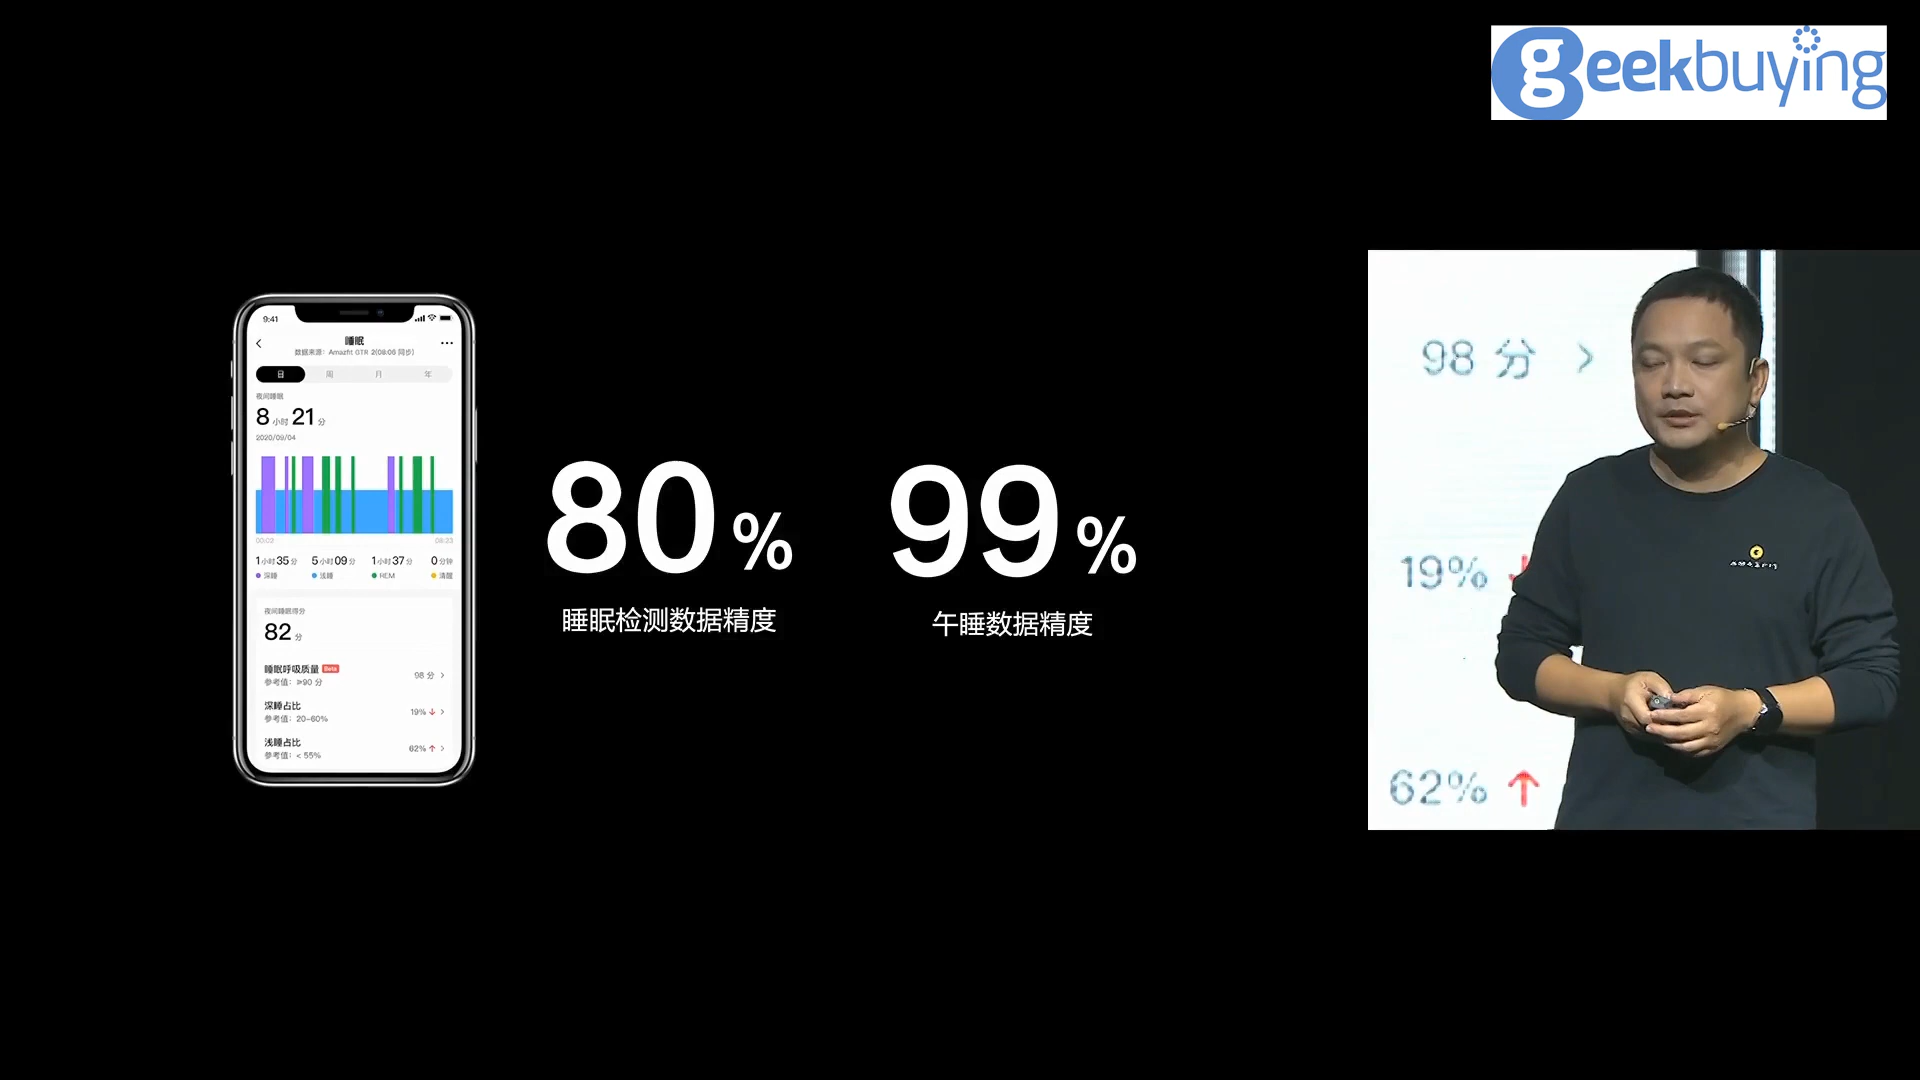 geekbuying
9:41
睡眠
数据来源：Amazfit GTR 2(08:06 同步)
日 周 月 年
夜间睡眠
8 小时 21 分
2020/09/04
00:02 08:23
1小时35分 5小时09分 1小时37分 0分钟
深睡 浅睡 REM 清醒
夜间睡眠得分
82 分
睡眠呼吸质量 Beta
参考值：≥90 分
98 分 >
深睡占比
参考值：20-60%
19% ↓ >
浅睡占比
参考值：< 55%
62% ↑ >
80 %
睡眠检测数据精度
99 %
午睡数据精度
98 分 >
19%
62% ↑